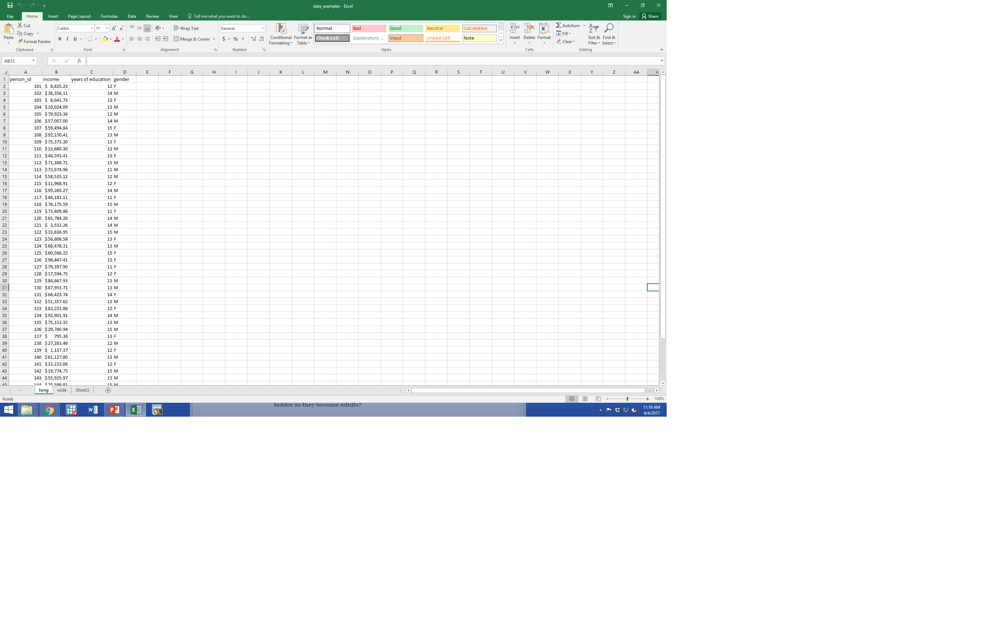 data_examples - Excel
File Home Insert Page Layout Formulas Data Review View Tell me what you want to do... Sign in Share
Paste Cut Copy Format Painter Clipboard
Calibri 11 A A B I U A Font
Wrap Text Merge & Center Alignment
General $ % , .00 .00 Number
Conditional Formatting Format as Table
Normal Bad Good Neutral Calculation
Check Cell Explanatory ... Input Linked Cell Note
Styles
Insert Delete Format Cells
AutoSum Fill Clear Sort & Filter Find & Select Editing
AB31 fx
A B C D E F G H I J K L M N O P Q R S T U V W X Y Z AA A
1 person_id income years of education gender
2 101 $ 8,825.23 12 F
3 102 $38,356.11 14 M
4 103 $ 8,641.73 13 F
5 104 $10,024.09 13 M
6 105 $79,923.36 12 M
7 106 $57,007.00 14 M
8 107 $59,494.84 15 F
9 108 $92,150.41 13 M
10 109 $75,373.30 13 F
11 110 $15,680.30 13 M
12 111 $46,593.41 13 F
13 112 $71,386.71 15 M
14 113 $72,674.96 11 M
15 114 $58,535.12 12 M
16 115 $11,968.91 12 F
17 116 $99,265.27 14 M
18 117 $46,181.11 11 F
19 118 $74,175.59 15 M
20 119 $73,409.86 11 F
21 120 $65,784.26 14 M
22 121 $ 3,532.26 14 M
23 122 $33,836.95 15 M
24 123 $56,806.58 13 F
25 124 $68,478.31 13 M
26 125 $60,566.22 15 F
27 126 $98,447.41 13 F
28 127 $79,397.90 11 F
29 128 $17,594.75 12 F
30 129 $84,667.93 13 M
31 130 $87,953.71 13 M
32 131 $68,423.74 14 F
33 132 $51,357.62 13 M
34 133 $82,233.86 12 F
35 134 $92,901.91 14 M
36 135 $75,153.35 13 M
37 136 $29,740.94 15 M
38 137 $ 795.36 13 F
39 138 $27,283.46 12 M
40 139 $ 1,137.37 12 F
41 140 $61,127.80 13 M
42 141 $33,153.06 12 F
43 142 $19,774.73 15 M
44 143 $55,925.97 13 M
45 144 $25,598.81 15 M
long wide Sheet3
Ready 100%
ladder as they become adults?
14
11:16 AM
4/4/2017